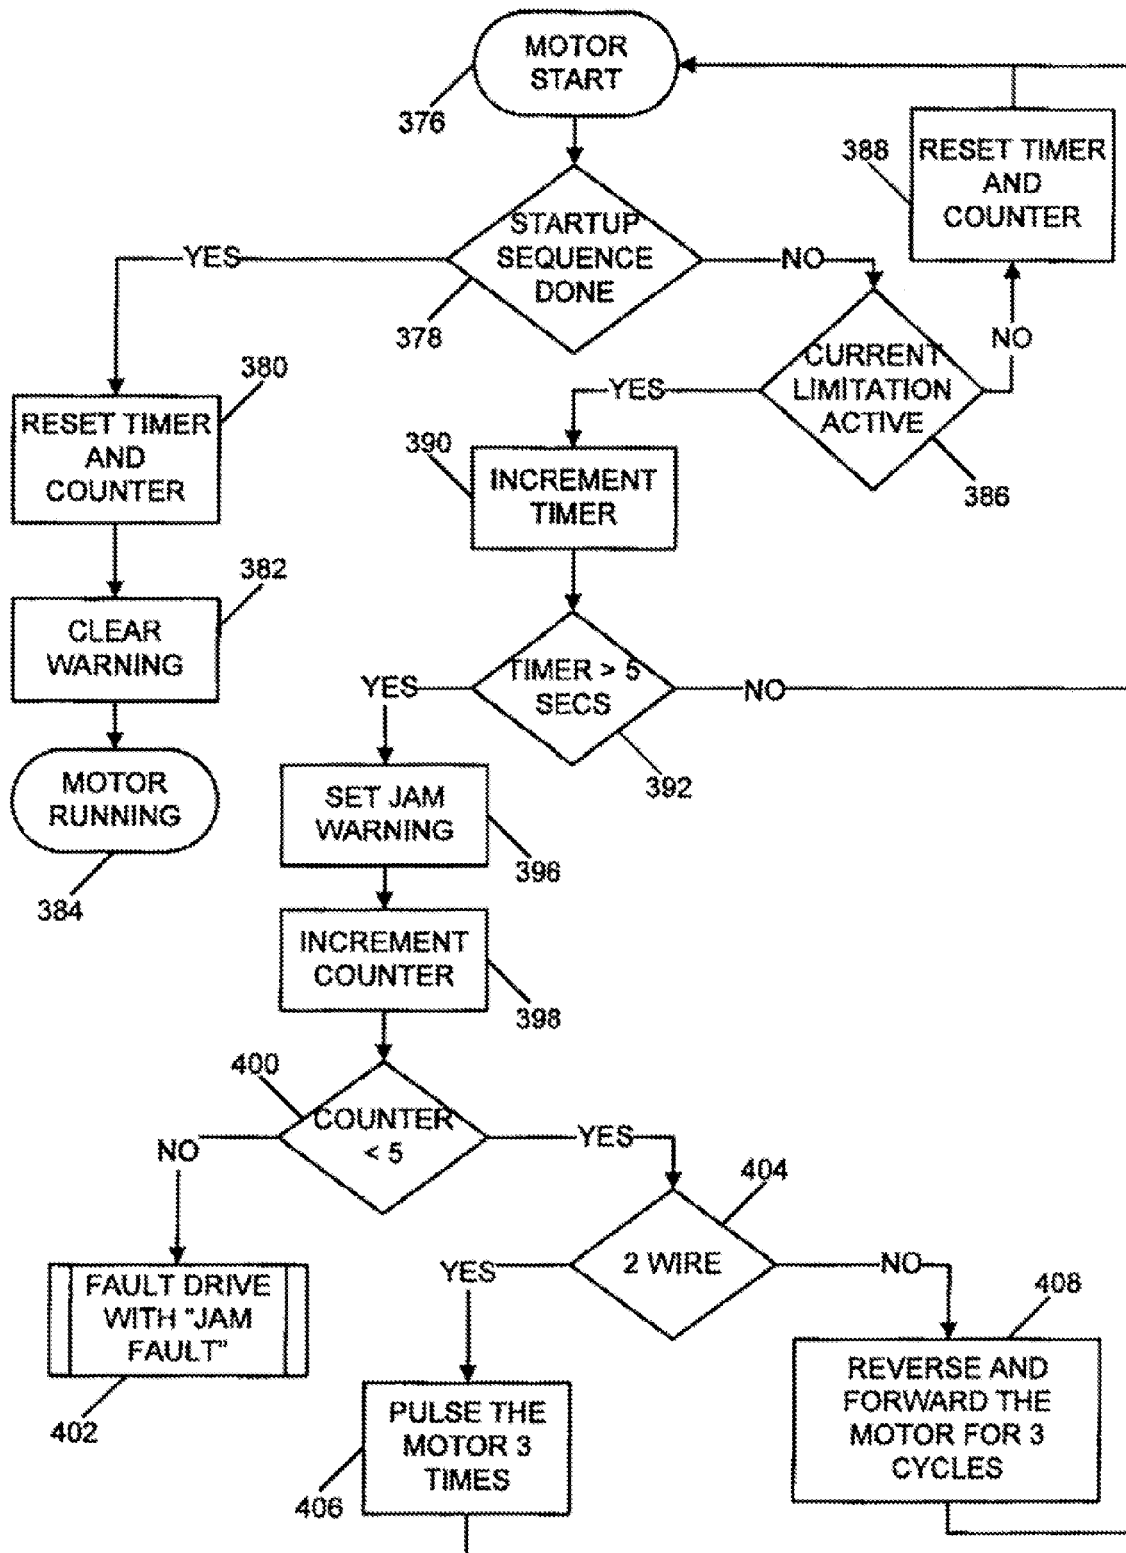 MOTOR
START
376
388
RESET TIMER
AND
COUNTER
STARTUP
SEQUENCE
DONE
YES
NO
378
NO
CURRENT
LIMITATION
ACTIVE
YES
386
380
RESET TIMER
AND
COUNTER
390
INCREMENT
TIMER
382
CLEAR
WARNING
TIMER > 5
SECS
YES
NO
392
MOTOR
RUNNING
384
SET JAM
WARNING
396
INCREMENT
COUNTER
398
400
COUNTER
< 5
NO
YES
404
2 WIRE
YES
NO
FAULT DRIVE
WITH "JAM
FAULT"
402
408
REVERSE AND
FORWARD THE
MOTOR FOR 3
CYCLES
PULSE THE
MOTOR 3
TIMES
406